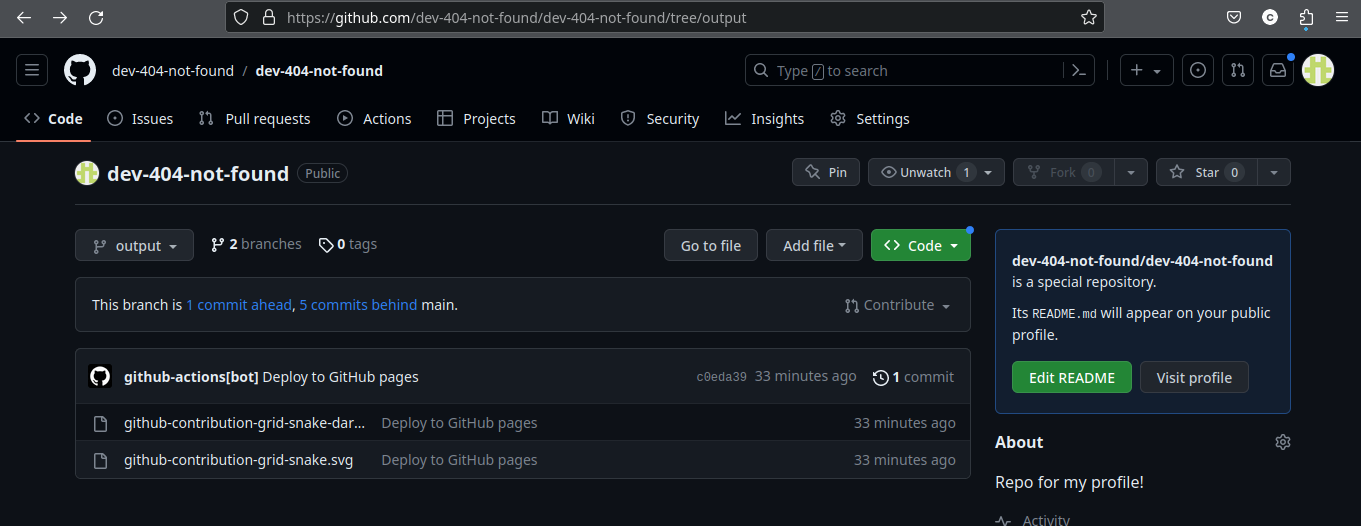 https://github.com/dev-404-not-found/dev-404-not-found/tree/output
C
dev-404-not-found / dev-404-not-found
Type / to search
Code Issues Pull requests Actions Projects Wiki Security Insights Settings
dev-404-not-found Public
Pin Unwatch 1 Fork 0 Star 0
output 2 branches 0 tags Go to file Add file Code
This branch is 1 commit ahead, 5 commits behind main. Contribute
github-actions[bot] Deploy to GitHub pages c0eda39 33 minutes ago 1 commit
github-contribution-grid-snake-dar... Deploy to GitHub pages 33 minutes ago
github-contribution-grid-snake.svg Deploy to GitHub pages 33 minutes ago
dev-404-not-found/dev-404-not-found
is a special repository.
Its README.md will appear on your public
profile.
Edit README Visit profile
About
Repo for my profile!
Activity